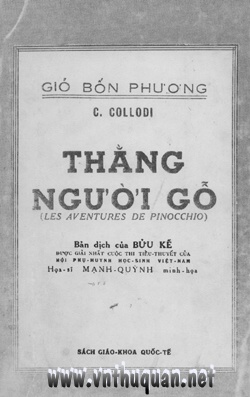 GIÓ BỐN PHƯƠNG
C. COLLODI
THẰNG
NGƯỜI GỖ
(LES AVENTURES DE PINOCCHIO)
Bản dịch của BỬU KẾ
ĐƯỢC GIẢI NHẤT CUỘC THI TIỂU-THUYẾT CỦA
HỘI PHỤ-HUYNH HỌC-SINH VIỆT-NAM
Họa-sĩ MẠNH-QUỲNH minh-họa
SÁCH GIÁO-KHOA QUỐC-TẾ
www.vnthuquan.net